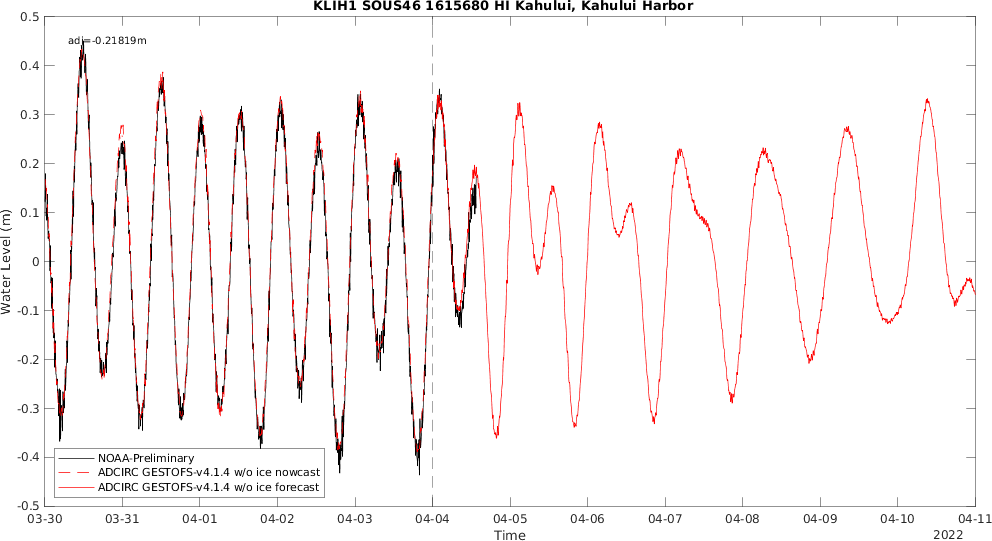 KLIH1 SOUS46 1615680 HI Kahului, Kahului Harbor
adj=-0.21819m
0.5
0.4
0.3
0.2
0.1
0
-0.1
-0.2
-0.3
-0.4
-0.5
Water Level (m)
NOAA-Preliminary
ADCIRC GESTOFS-v4.1.4 w/o ice nowcast
ADCIRC GESTOFS-v4.1.4 w/o ice forecast
03-30 03-31 04-01 04-02 04-03 04-04 04-05 04-06 04-07 04-08 04-09 04-10 04-11
Time
2022